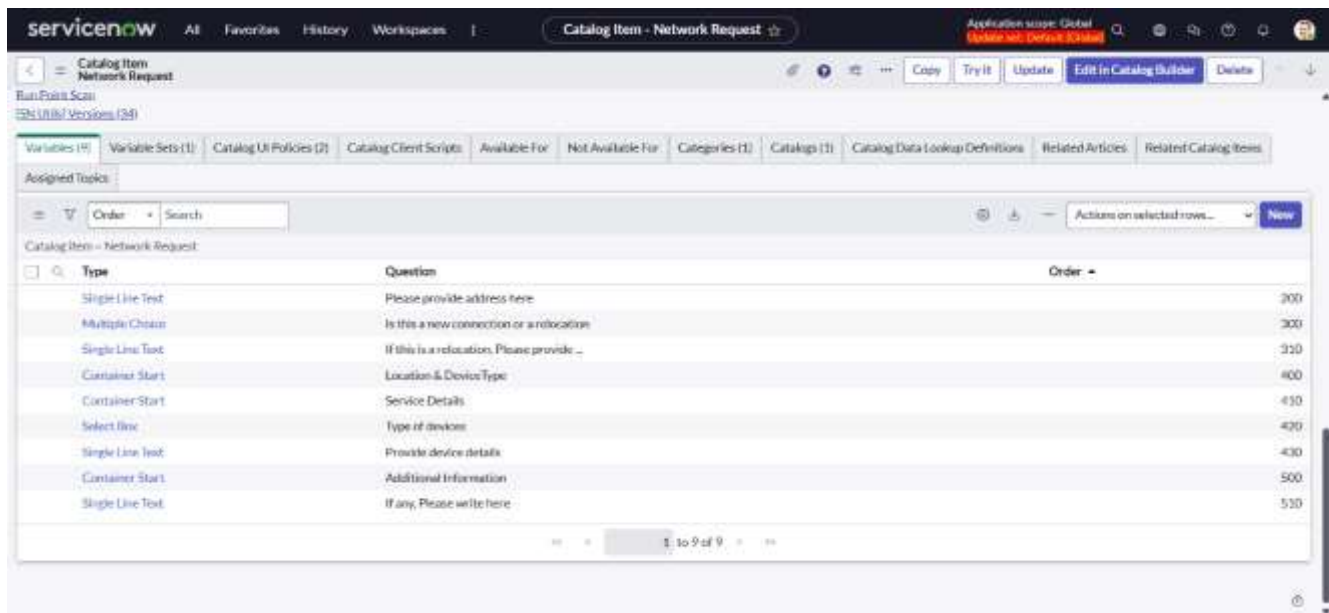 servicenow All Favorites History Workspaces Catalog Item - Network Request Application scope: Global
Update set: Default [Global]
Catalog Item
Network Request
Copy Try It Update Edit in Catalog Builder Delete
Run Point Scan
Versions (34)
Variables (9) Variable Sets (1) Catalog UI Policies (2) Catalog Client Scripts Available For Not Available For Categories (1) Catalogs (1) Catalog Data Lookup Definitions Related Articles Related Catalog Items
Assigned Topics
Order Search Actions on selected rows... New
Catalog Item = Network Request
Type Question Order
Single Line Text Please provide address here 200
Multiple Choice Is this a new connection or a relocation 300
Single Line Text If this is a relocation, Please provide ... 310
Container Start Location & DeviceType 400
Container Start Service Details 410
Select Box Type of devices 420
Single Line Text Provide device details 430
Container Start Additional Information 500
Single Line Text If any, Please write here 510
1 to 9 of 9